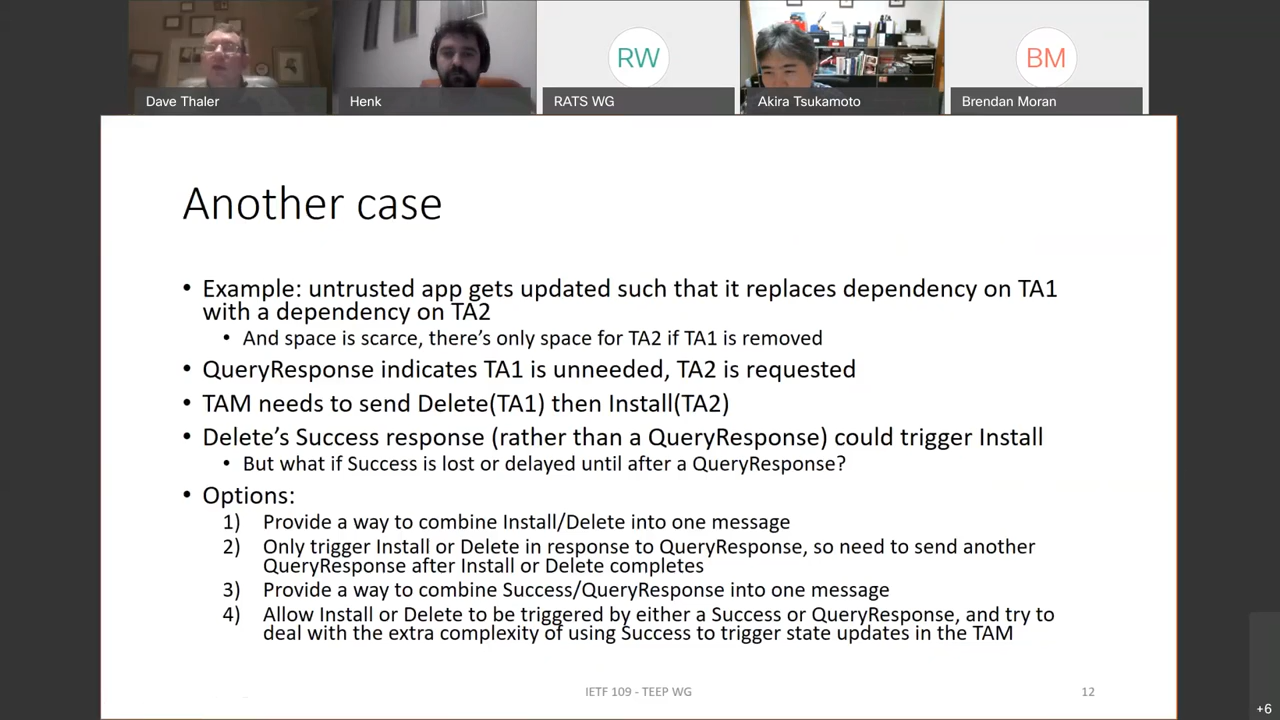 Dave Thaler
Henk
RW
RATS WG
Akira Tsukamoto
BM
Brendan Moran
Another case
• Example: untrusted app gets updated such that it replaces dependency on TA1
with a dependency on TA2
• And space is scarce, there's only space for TA2 if TA1 is removed
• QueryResponse indicates TA1 is unneeded, TA2 is requested
• TAM needs to send Delete(TA1) then Install(TA2)
• Delete's Success response (rather than a QueryResponse) could trigger Install
• But what if Success is lost or delayed until after a QueryResponse?
• Options:
1) Provide a way to combine Install/Delete into one message
2) Only trigger Install or Delete in response to QueryResponse, so need to send another
QueryResponse after Install or Delete completes
3) Provide a way to combine Success/QueryResponse into one message
4) Allow Install or Delete to be triggered by either a Success or QueryResponse, and try to
deal with the extra complexity of using Success to trigger state updates in the TAM
IETF 109 - TEEP WG
12
+6